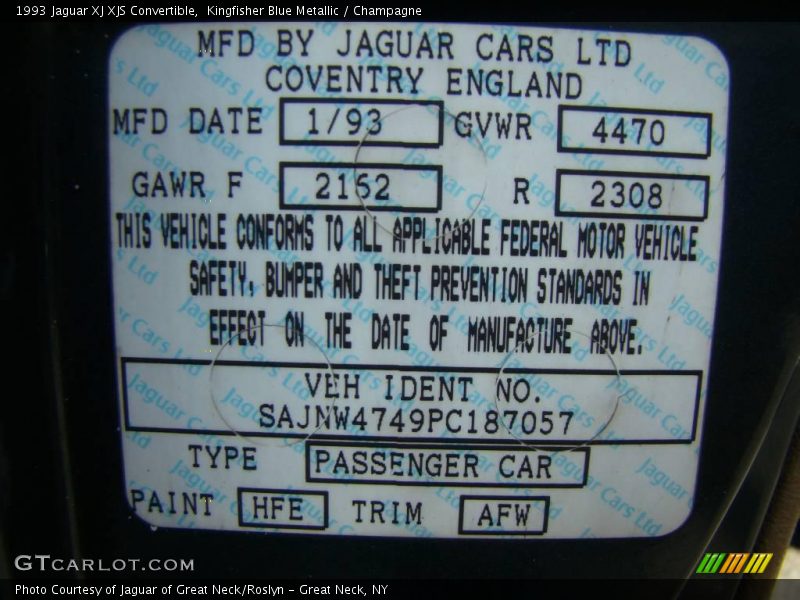 1993 Jaguar XJ XJS Convertible,  Kingfisher Blue Metallic / Champagne
MFD BY JAGUAR CARS LTD
COVENTRY ENGLAND
MFD DATE 1/93 GVWR 4470
GAWR F 2162 R 2308
THIS VEHICLE CONFORMS TO ALL APPLICABLE FEDERAL MOTOR VEHICLE
SAFETY, BUMPER AND THEFT PREVENTION STANDARDS IN
EFFECT ON THE DATE OF MANUFACTURE ABOVE.
VEH IDENT NO.
SAJNW4749PC187057
TYPE PASSENGER CAR
PAINT HFE TRIM AFW
GTCARLOT.COM
Photo Courtesy of Jaguar of Great Neck/Roslyn - Great Neck, NY